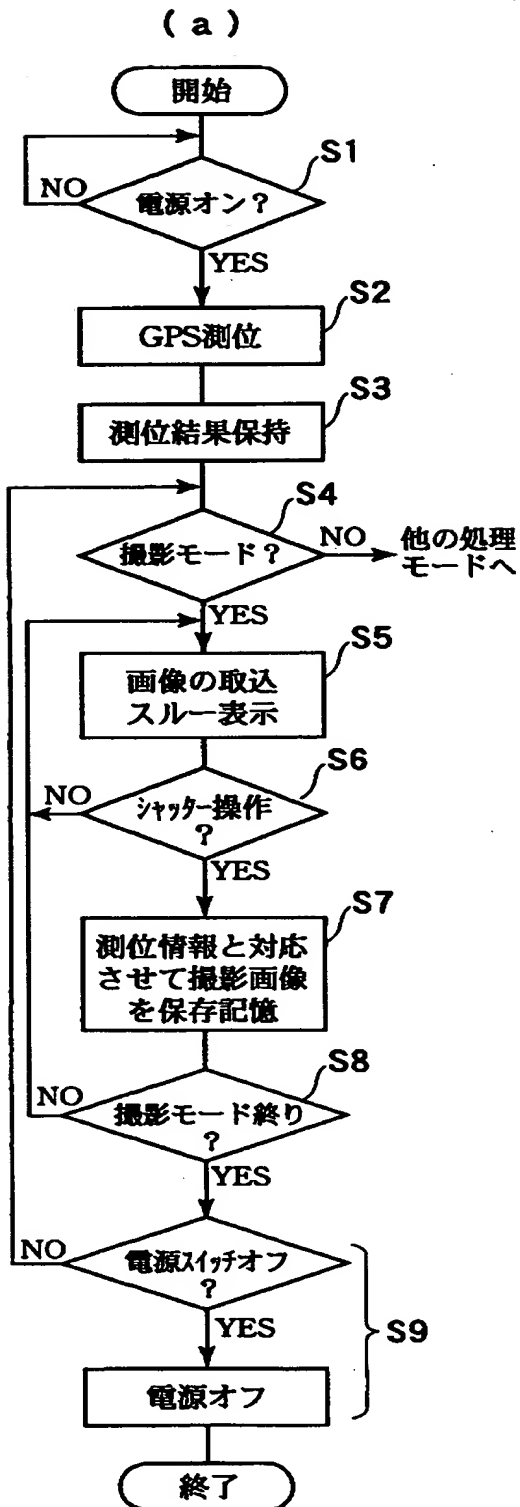 (a)
開始
S1
NO
電源オン?
YES
S2
GPS測位
S3
測位結果保持
S4
撮影モード?
NO
他の処理
モードへ
YES
S5
画像の取込
スルー表示
S6
NO
シャッター操作
?
YES
S7
測位情報と対応
させて撮影画像
を保存記憶
S8
NO
撮影モード終り
?
YES
NO
電源スイッチオフ
?
YES
S9
電源オフ
終了